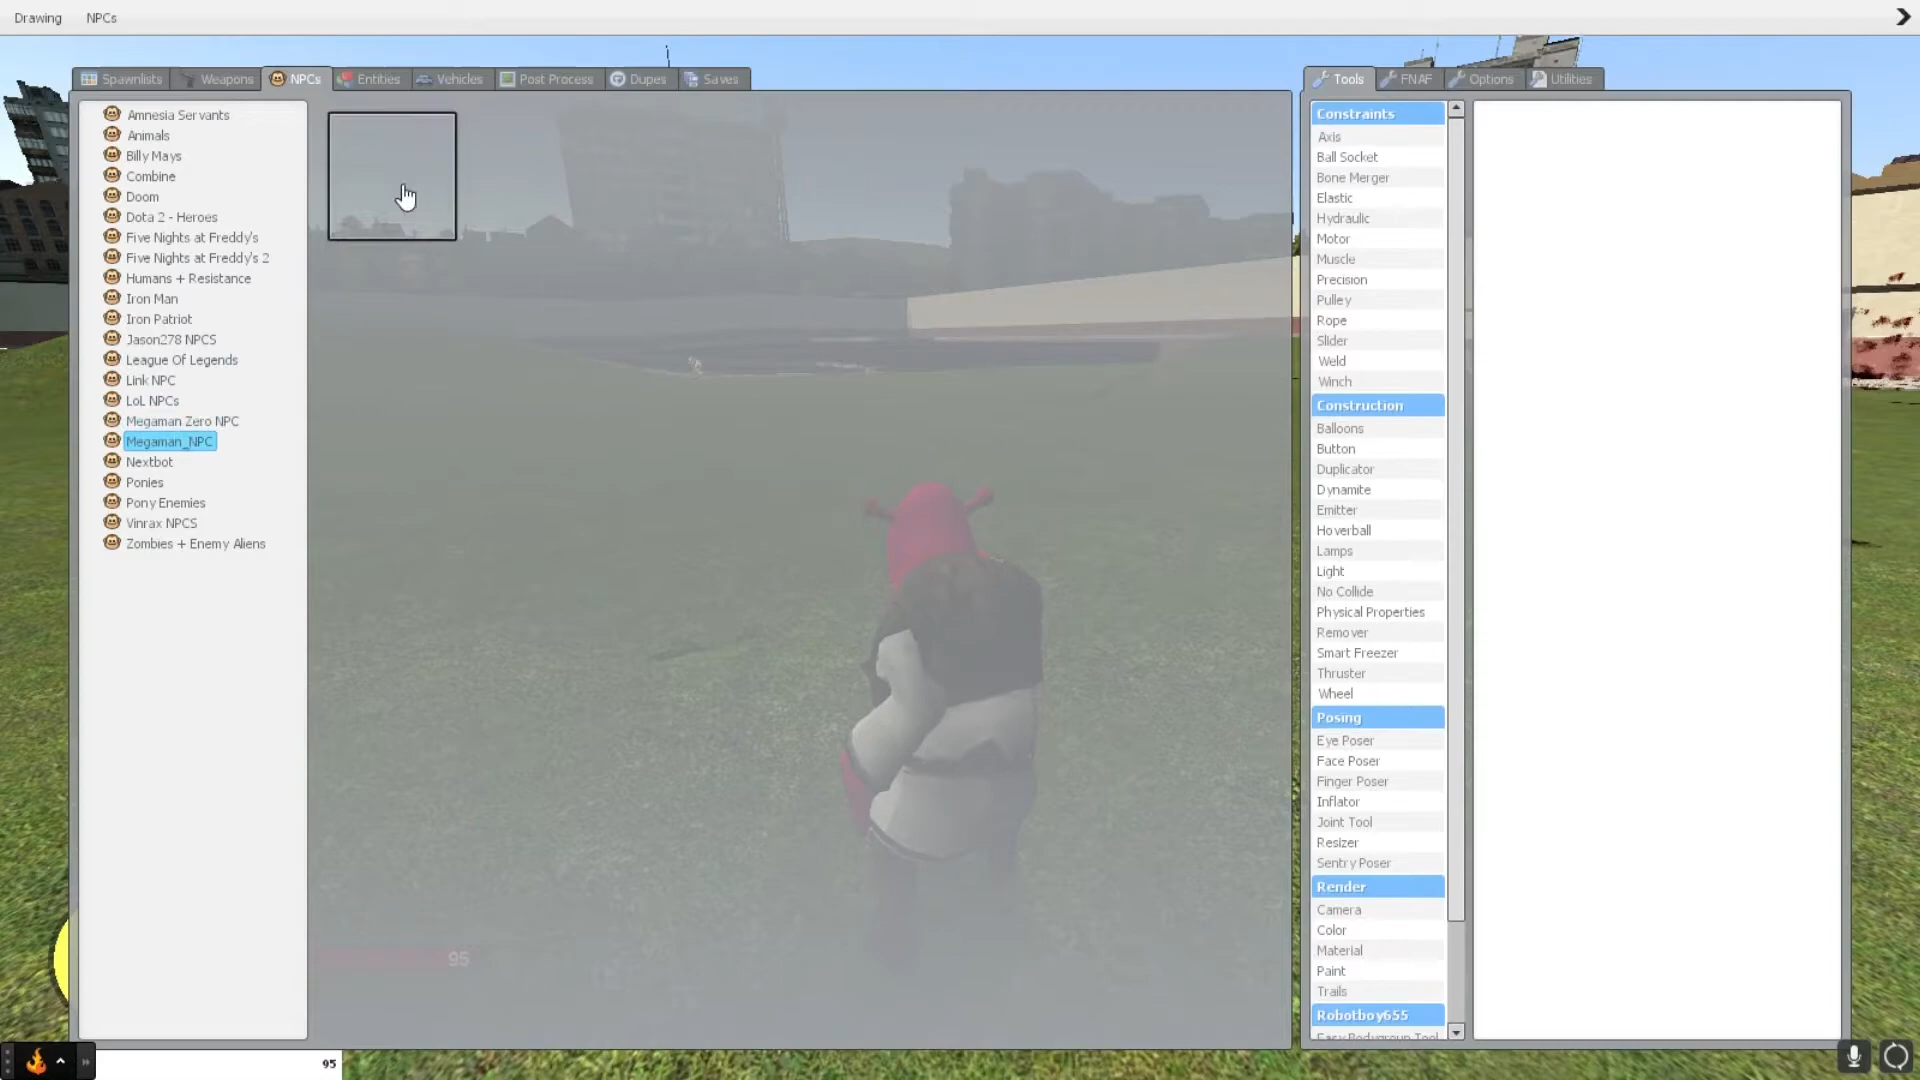 Drawing
NPCs
Spawnlists
Weapons
NPCs
Entities
Vehicles
Post Process
Dupes
Saves
Amnesia Servants
Animals
Billy Mays
Combine
Doom
Dota 2 - Heroes
Five Nights at Freddy's
Five Nights at Freddy's 2
Humans + Resistance
Iron Man
Iron Patriot
Jason278 NPCS
League Of Legends
Link NPC
LoL NPCs
Megaman Zero NPC
Megaman_NPC
Nextbot
Ponies
Pony Enemies
Vinrax NPCS
Zombies + Enemy Aliens
95
95
Tools
FNAF
Options
Utilities
Constraints
Axis
Ball Socket
Bone Merger
Elastic
Hydraulic
Motor
Muscle
Precision
Pulley
Rope
Slider
Weld
Winch
Construction
Balloons
Button
Duplicator
Dynamite
Emitter
Hoverball
Lamps
Light
No Collide
Physical Properties
Remover
Smart Freezer
Thruster
Wheel
Posing
Eye Poser
Face Poser
Finger Poser
Inflator
Joint Tool
Resizer
Sentry Poser
Render
Camera
Color
Material
Paint
Trails
Robotboy655
Easy Bodygroup Tool